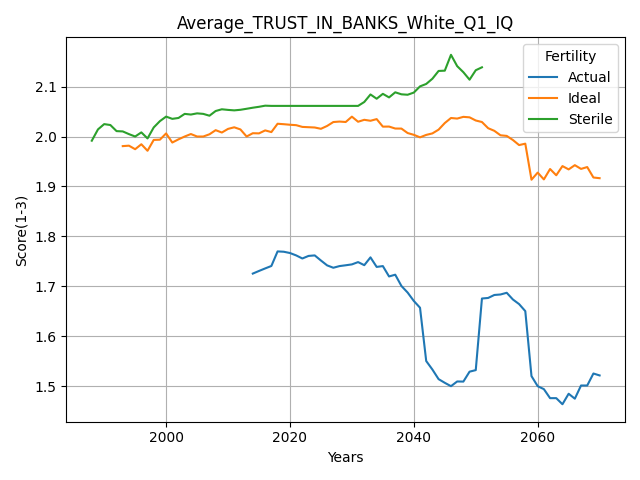 Average_TRUST_IN_BANKS_White_Q1_IQ
Fertility
Actual
Ideal
Sterile
Score(1-3)
2.1
2.0
1.9
1.8
1.7
1.6
1.5
2000 2020 2040 2060
Years